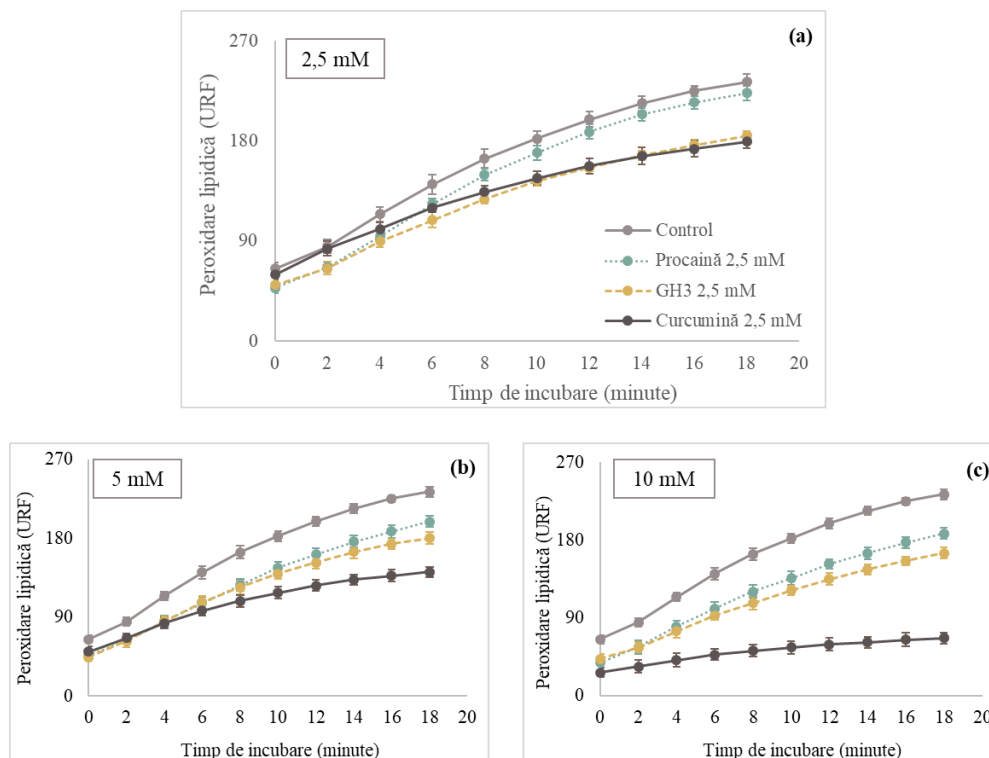 (a)
2,5 mM
Peroxidare lipidică (URF)
270
180
90
0
Control
Procaină 2,5 mM
GH3 2,5 mM
Curcumină 2,5 mM
0 2 4 6 8 10 12 14 16 18 20
Timp de incubare (minute)
(b)
5 mM
Peroxidare lipidică (URF)
270
180
90
0
0 2 4 6 8 10 12 14 16 18 20
Timp de incubare (minute)
(c)
10 mM
Peroxidare lipidică (URF)
270
180
90
0
0 2 4 6 8 10 12 14 16 18 20
Timp de incubare (minute)